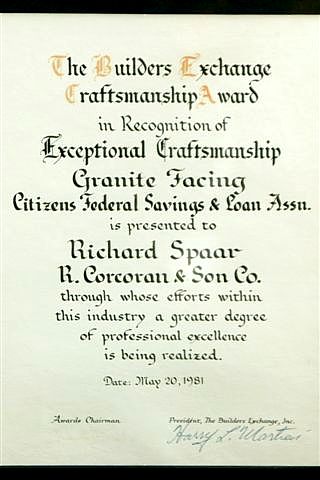 The Builders Exchange
Craftsmanship Award
in Recognition of
Exceptional Craftsmanship
Granite Facing
Citizens Federal Savings & Loan Assn.
is presented to
Richard Spaar
R. Corcoran & Son Co.
through whose efforts within
this industry a greater degree
of professional excellence
is being realized.
Date: May 20, 1981
Awards Chairman
President, The Builders Exchange, Inc.
Harry L.